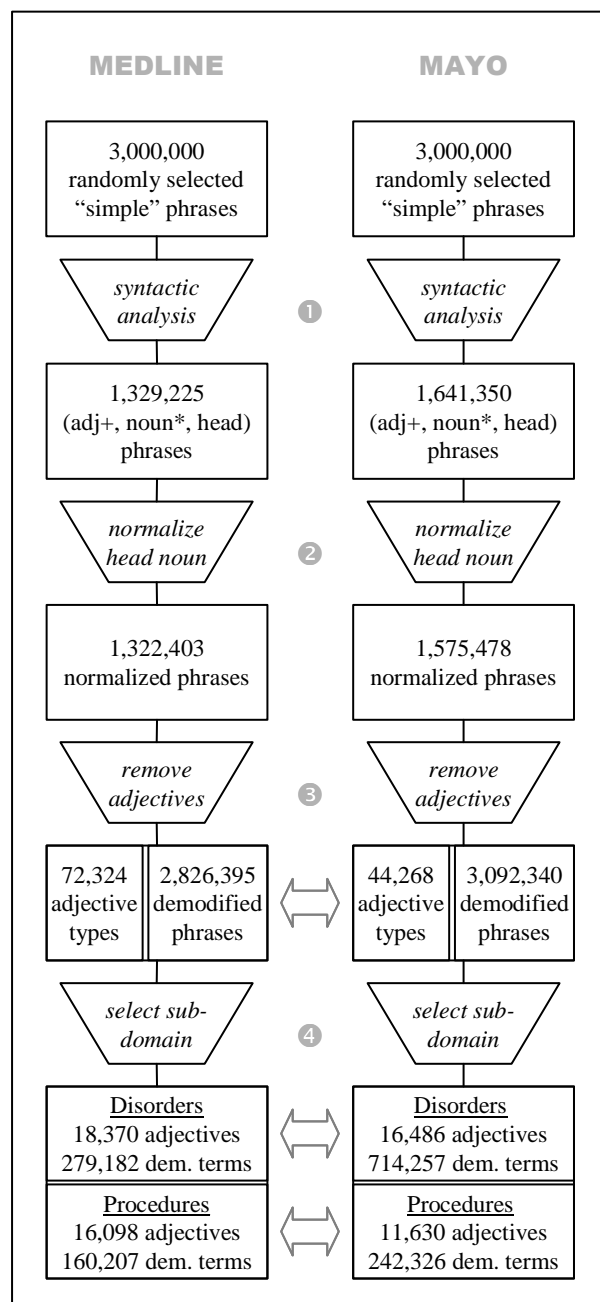 MEDLINE
MAYO
3,000,000
randomly selected
“simple” phrases
3,000,000
randomly selected
“simple” phrases
syntactic
analysis
1
syntactic
analysis
1,329,225
(adj+, noun*, head)
phrases
1,641,350
(adj+, noun*, head)
phrases
normalize
head noun
2
normalize
head noun
1,322,403
normalized phrases
1,575,478
normalized phrases
remove
adjectives
3
remove
adjectives
72,324
adjective
types
2,826,395
demodified
phrases
44,268
adjective
types
3,092,340
demodified
phrases
select sub-
domain
4
select sub-
domain
Disorders
18,370 adjectives
279,182 dem. terms
Disorders
16,486 adjectives
714,257 dem. terms
Procedures
16,098 adjectives
160,207 dem. terms
Procedures
11,630 adjectives
242,326 dem. terms